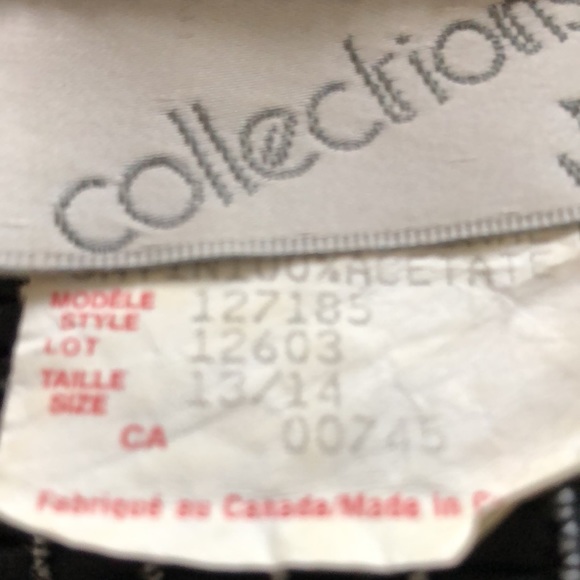 collections
100% ACETATE
MODÈLE 127185
STYLE
LOT 12603
TAILLE 13/14
SIZE
CA 00745
Fabriqué au Canada/Made in